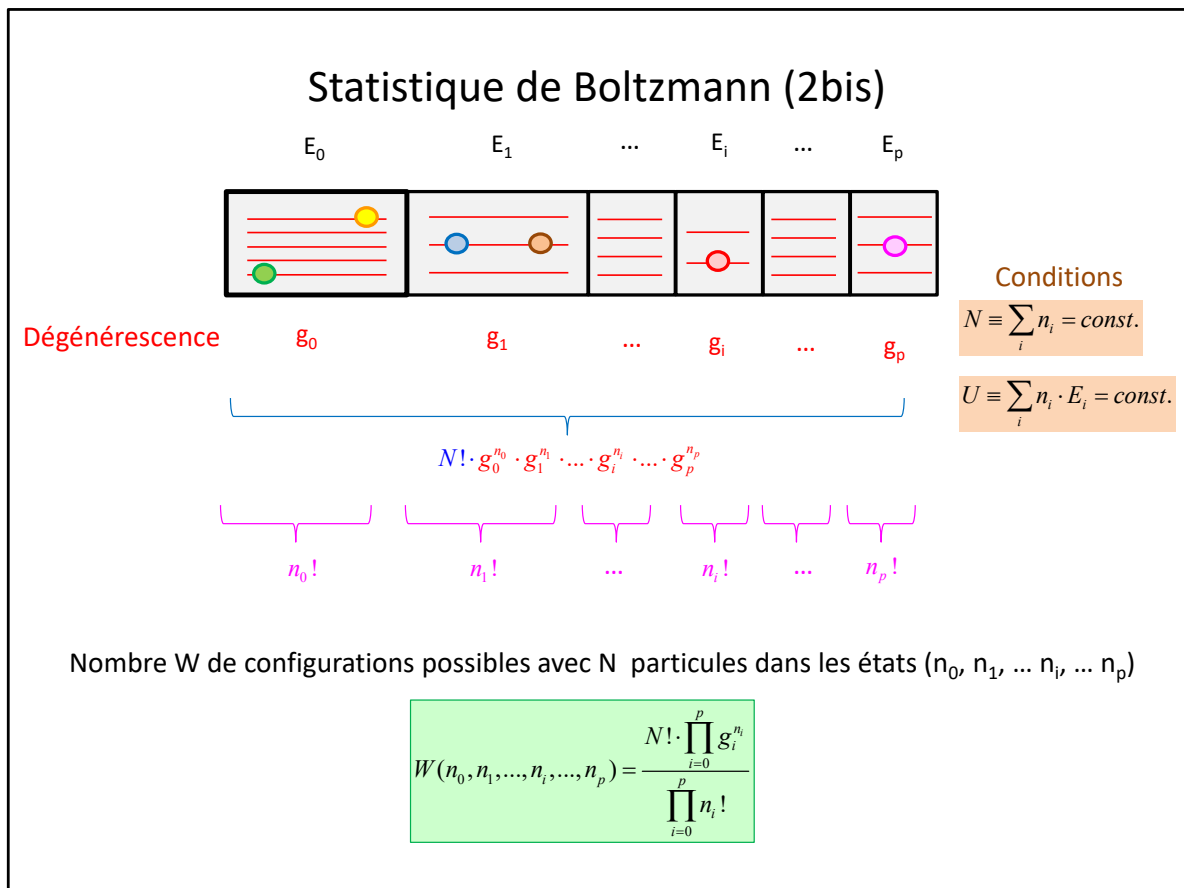 Statistique de Boltzmann (2bis)
E₀ E₁ ... Eᵢ ... Eₚ
Conditions
Dégénérescence g₀ g₁ ... gᵢ ... gₚ
N ≡ ∑ᵢ nᵢ = const.
U ≡ ∑ᵢ nᵢ · Eᵢ = const.
N! · g₀^{n₀} · g₁^{n₁} · ... · gᵢ^{nᵢ} · ... · gₚ^{nₚ}
n₀! n₁! ... nᵢ! ... nₚ!
Nombre W de configurations possibles avec N particules dans les états (n₀, n₁, ... nᵢ, ... nₚ)
W(n₀, n₁, ..., nᵢ, ..., nₚ) = (N! · ∏_{i=0}^{p} gᵢ^{nᵢ}) / (∏_{i=0}^{p} nᵢ!)